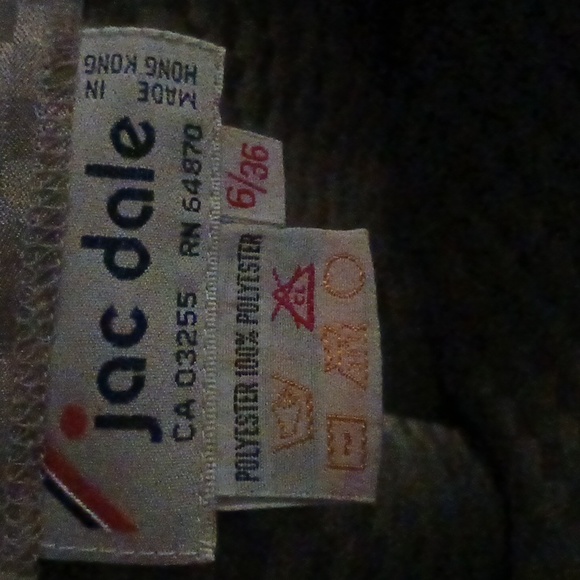 jac dale
CA 03255 RN 64870
MADE IN
HONG KONG
6/36
POLYESTER 100% POLYESTER
CL